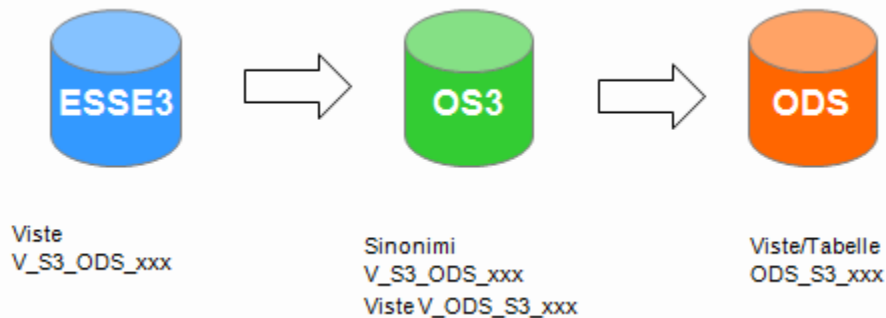 ESSE3
OS3
ODS
Viste
V_S3_ODS_xxx
Sinonimi
V_S3_ODS_xxx
Viste V_ODS_S3_xxx
Viste/Tabelle
ODS_S3_xxx